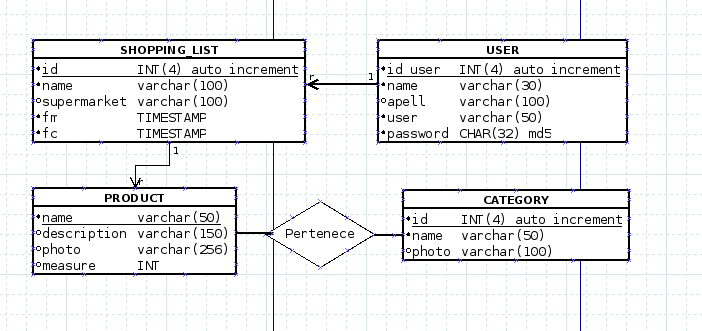 SHOPPING_LIST
id INT(4) auto increment
name varchar(100)
supermarket varchar(100)
fm TIMESTAMP
fc TIMESTAMP
r 1
USER
id user INT(4) auto increment
name varchar(30)
apell varchar(100)
user varchar(50)
password CHAR(32) md5
1
r
PRODUCT
name varchar(50)
description varchar(150)
photo varchar(256)
measure INT
Pertenece
CATEGORY
id INT(4) auto increment
name varchar(50)
photo varchar(100)